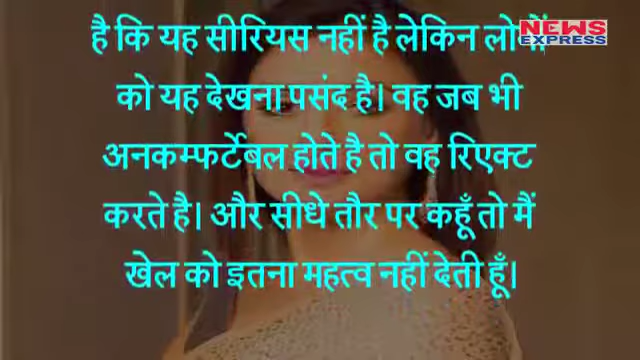 है कि यह सीरियस नहीं है लेकिन
NEWS
EXPRESS
को यह देखना पसंद है। वह जब भी
अनकम्फर्टेबल होते है तो वह रिएक्ट
करते है। और सीधे तौर पर कहूँ तो मैं
खेल को इतना महत्व नहीं देती हूँ।